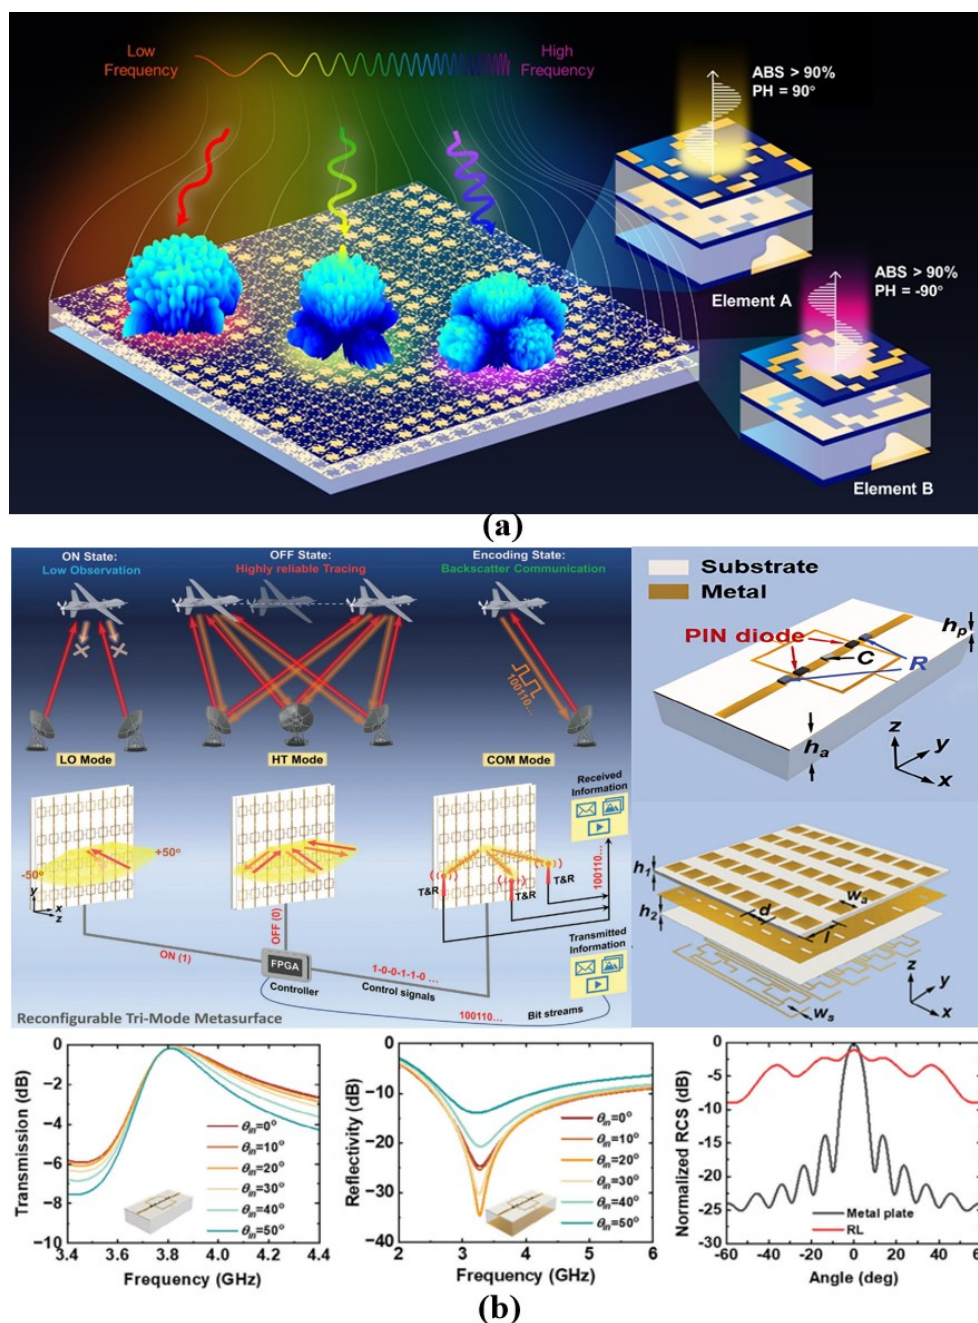 Low
Frequency
High
Frequency
ABS > 90%
PH = 90°
Element A
ABS > 90%
PH = -90°
Element B
(a)
ON State:
Low Observation
OFF State:
Highly reliable Tracing
Encoding State:
Backscatter Communication
100110...
LO Mode
HT Mode
COM Mode
Received
Information
+50°
-50°
y
x
z
T&R
T&R
T&R
100110...
ON (1)
OFF (0)
FPGA
Controller
1-0-0-1-1-0 ...
Control signals
Transmitted
Information
100110...
Bit streams
Reconfigurable Tri-Mode Metasurface
Substrate
Metal
PIN diode
C
R
hp
ha
z
y
x
h1
h2
wa
d
l
ws
z
y
x
Transmission (dB)
0
-2
-4
-6
-8
-10
3.4 3.6 3.8 4.0 4.2 4.4
Frequency (GHz)
θin=0°
θin=10°
θin=20°
θin=30°
θin=40°
θin=50°
Reflectivity (dB)
0
-10
-20
-30
-40
2 3 4 5 6
Frequency (GHz)
θin=0°
θin=10°
θin=20°
θin=30°
θin=40°
θin=50°
Normalized RCS (dB)
0
-5
-10
-15
-20
-25
-30
-60 -40 -20 0 20 40
Angle (deg)
Metal plate
RL
(b)